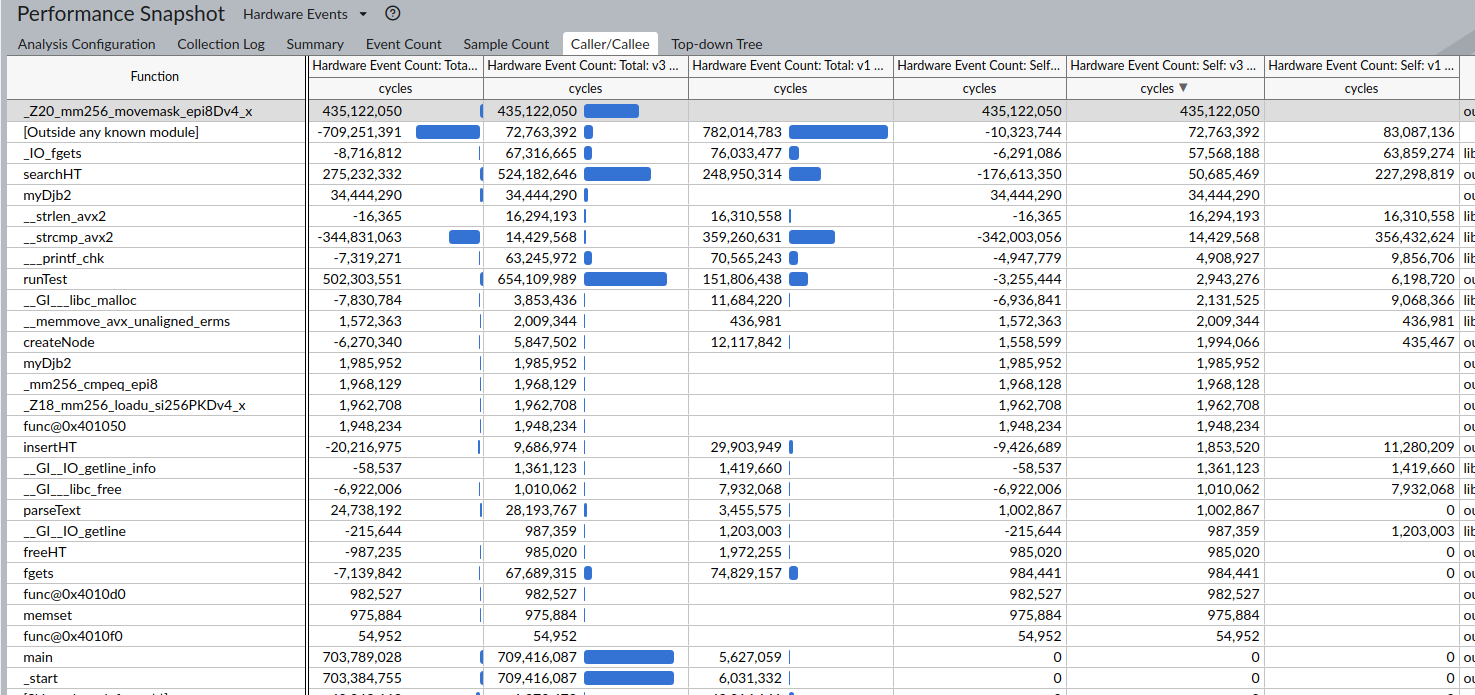 Performance Snapshot Hardware Events
Analysis Configuration Collection Log Summary Event Count Sample Count Caller/Callee Top-down Tree
Function Hardware Event Count: Tota... Hardware Event Count: Total: v3 ... Hardware Event Count: Total: v1 ... Hardware Event Count: Self... Hardware Event Count: Self: v3 ... Hardware Event Count: Self: v1 ...
cycles cycles cycles cycles cycles cycles
_Z20_mm256_movemask_epi8Dv4_x 435,122,050 435,122,050 435,122,050 435,122,050 ou
[Outside any known module] -709,251,391 72,763,392 782,014,783 -10,323,744 72,763,392 83,087,136
_IO_fgets -8,716,812 67,316,665 76,033,477 -6,291,086 57,568,188 63,859,274 lib
searchHT 275,232,332 524,182,646 248,950,314 -176,613,350 50,685,469 227,298,819 ou
myDjb2 34,444,290 34,444,290 34,444,290 34,444,290 ou
__strlen_avx2 -16,365 16,294,193 16,310,558 -16,365 16,294,193 16,310,558 lib
__strcmp_avx2 -344,831,063 14,429,568 359,260,631 -342,003,056 14,429,568 356,432,624 lib
___printf_chk -7,319,271 63,245,972 70,565,243 -4,947,779 4,908,927 9,856,706 lib
runTest 502,303,551 654,109,989 151,806,438 -3,255,444 2,943,276 6,198,720 ou
__GI___libc_malloc -7,830,784 3,853,436 11,684,220 -6,936,841 2,131,525 9,068,366 lib
__memmove_avx_unaligned_erms 1,572,363 2,009,344 436,981 1,572,363 2,009,344 436,981 lib
createNode -6,270,340 5,847,502 12,117,842 1,558,599 1,994,066 435,467 ou
myDjb2 1,985,952 1,985,952 1,985,952 1,985,952 ou
_mm256_cmpeq_epi8 1,968,129 1,968,129 1,968,128 1,968,128 ou
_Z18_mm256_loadu_si256PKDv4_x 1,962,708 1,962,708 1,962,708 1,962,708 ou
func@0x401050 1,948,234 1,948,234 1,948,234 1,948,234 ou
insertHT -20,216,975 9,686,974 29,903,949 -9,426,689 1,853,520 11,280,209 ou
__GI__IO_getline_info -58,537 1,361,123 1,419,660 -58,537 1,361,123 1,419,660 lib
__GI___libc_free -6,922,006 1,010,062 7,932,068 -6,922,006 1,010,062 7,932,068 lib
parseText 24,738,192 28,193,767 3,455,575 1,002,867 1,002,867 0 ou
__GI__IO_getline -215,644 987,359 1,203,003 -215,644 987,359 1,203,003 lib
freeHT -987,235 985,020 1,972,255 985,020 985,020 0 ou
fgets -7,139,842 67,689,315 74,829,157 984,441 984,441 0 ou
func@0x4010d0 982,527 982,527 982,527 982,527 ou
memset 975,884 975,884 975,884 975,884 ou
func@0x4010f0 54,952 54,952 54,952 54,952 ou
main 703,789,028 709,416,087 5,627,059 0 0 0 ou
_start 703,384,755 709,416,087 6,031,332 0 0 0 ou